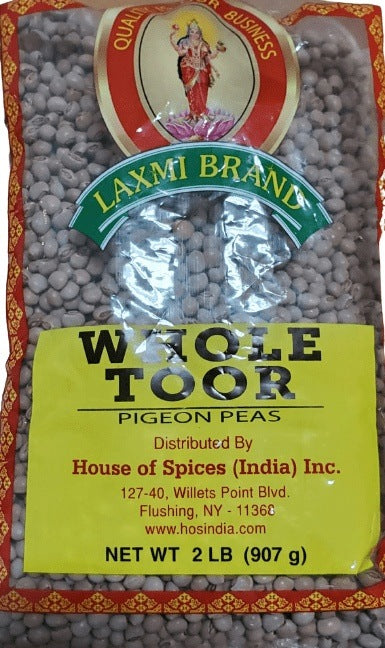 QUALITY
OUR BUSINESS
LAXMI BRAND
WHOLE
TOOR
PIGEON PEAS
Distributed By
House of Spices (India) Inc.
127-40, Willets Point Blvd.
Flushing, NY - 11368
www.hosindia.com
NET WT 2 LB (907 g)